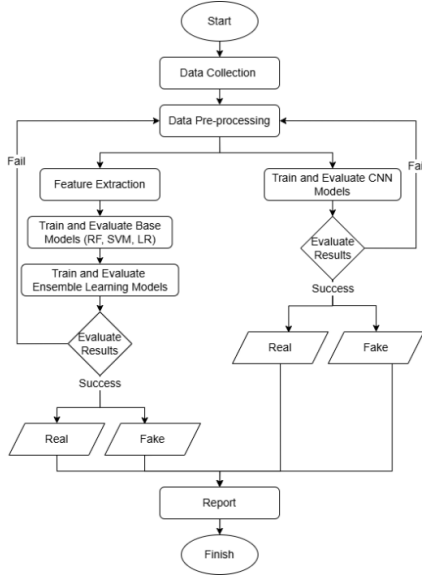 Start
Data Collection
Data Pre-processing
Fail
Fail
Feature Extraction
Train and Evaluate CNN
Models
Train and Evaluate Base
Models (RF, SVM, LR)
Evaluate
Results
Train and Evaluate
Ensemble Learning Models
Success
Evaluate
Results
Real
Fake
Success
Real
Fake
Report
Finish